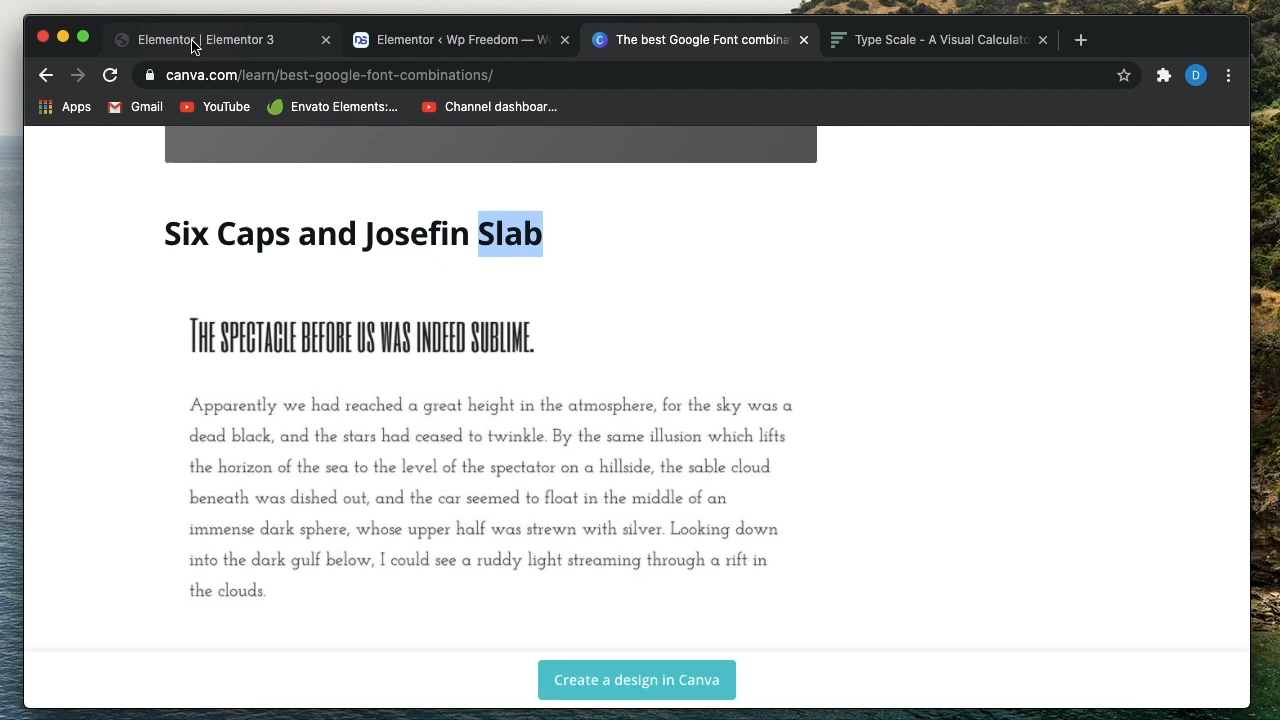 Elementor | Elementor 3
Elementor ‹ Wp Freedom — W
The best Google Font combina
Type Scale - A Visual Calculato
canva.com/learn/best-google-font-combinations/
D
Apps
Gmail
YouTube
Envato Elements:...
Channel dashboar...
Six Caps and Josefin Slab
The spectacle before us was indeed sublime.
Apparently we had reached a great height in the atmosphere, for the sky was a
dead black, and the stars had ceased to twinkle. By the same illusion which lifts
the horizon of the sea to the level of the spectator on a hillside, the sable cloud
beneath was dished out, and the car seemed to float in the middle of an
immense dark sphere, whose upper half was strewn with silver. Looking down
into the dark gulf below, I could see a ruddy light streaming through a rift in
the clouds.
Create a design in Canva